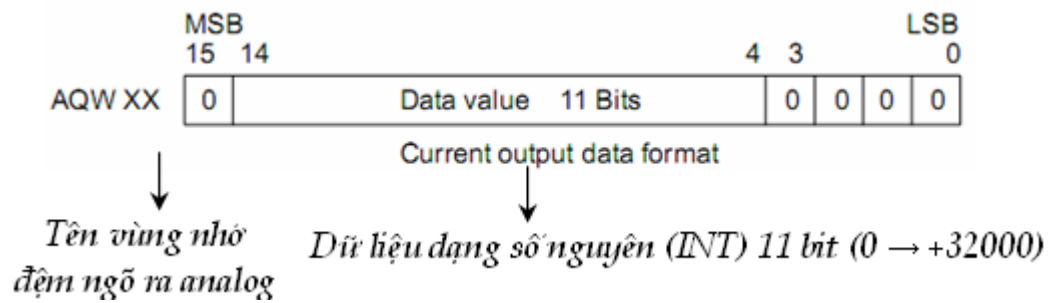 MSB LSB
15 14 4 3 0
AQW XX 0 Data value 11 Bits 0 0 0 0
Current output data format
Tên vùng nhớ
đệm ngõ ra analog
Dữ liệu dạng số nguyên (INT) 11 bit (0 → +32000)